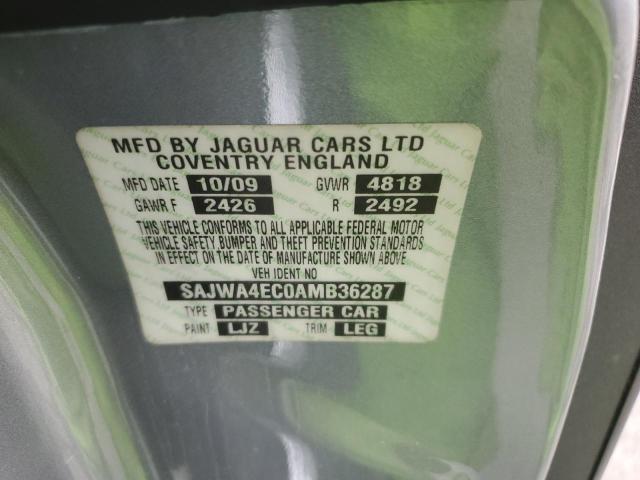 MFD BY JAGUAR CARS LTD
COVENTRY ENGLAND
MFD DATE 10/09 GVWR 4818
GAWR F 2426 R 2492
THIS VEHICLE CONFORMS TO ALL APPLICABLE FEDERAL MOTOR
VEHICLE SAFETY BUMPER AND THEFT PREVENTION STANDARDS
IN EFFECT ON THE DATE OF MANUFACTURE SHOWN ABOVE.
VEH IDENT NO
SAJWA4EC0AMB36287
TYPE PASSENGER CAR
PAINT LJZ TRIM LEG